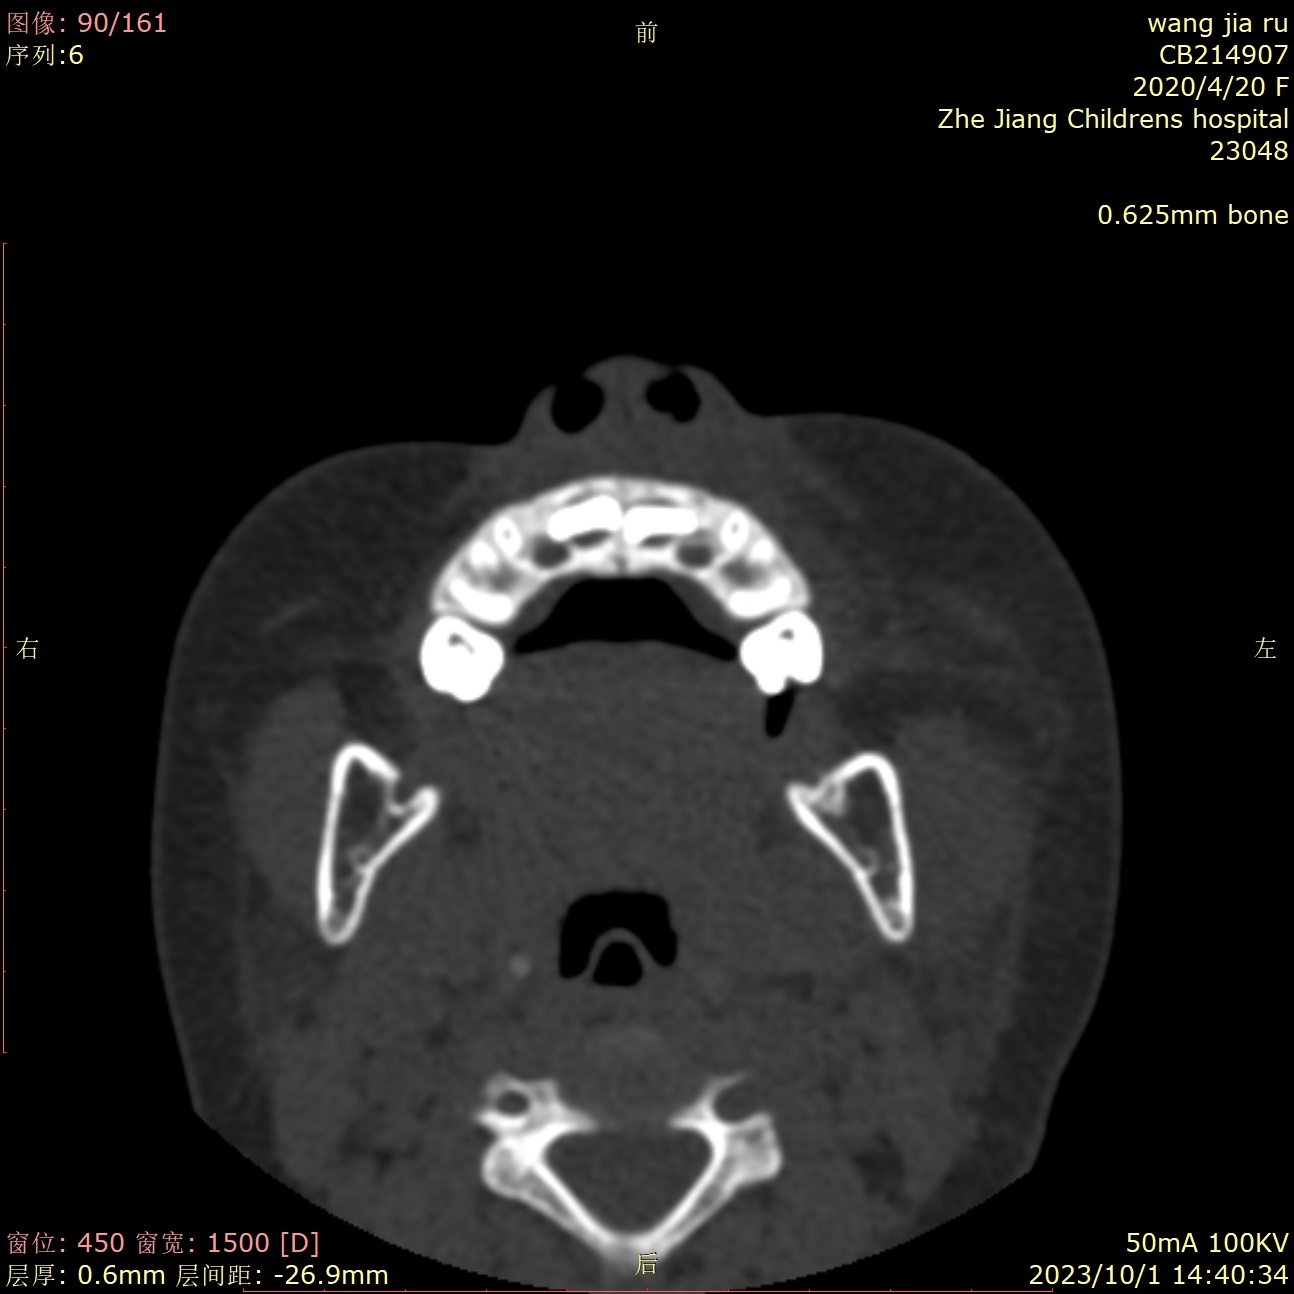 图像: 90/161
序列:6
前
wang jia ru
CB214907
2020/4/20 F
Zhe Jiang Childrens hospital
23048
0.625mm bone
右
左
窗位: 450 窗宽: 1500 [D]
层厚: 0.6mm 层间距: -26.9mm
后
50mA 100KV
2023/10/1 14:40:34